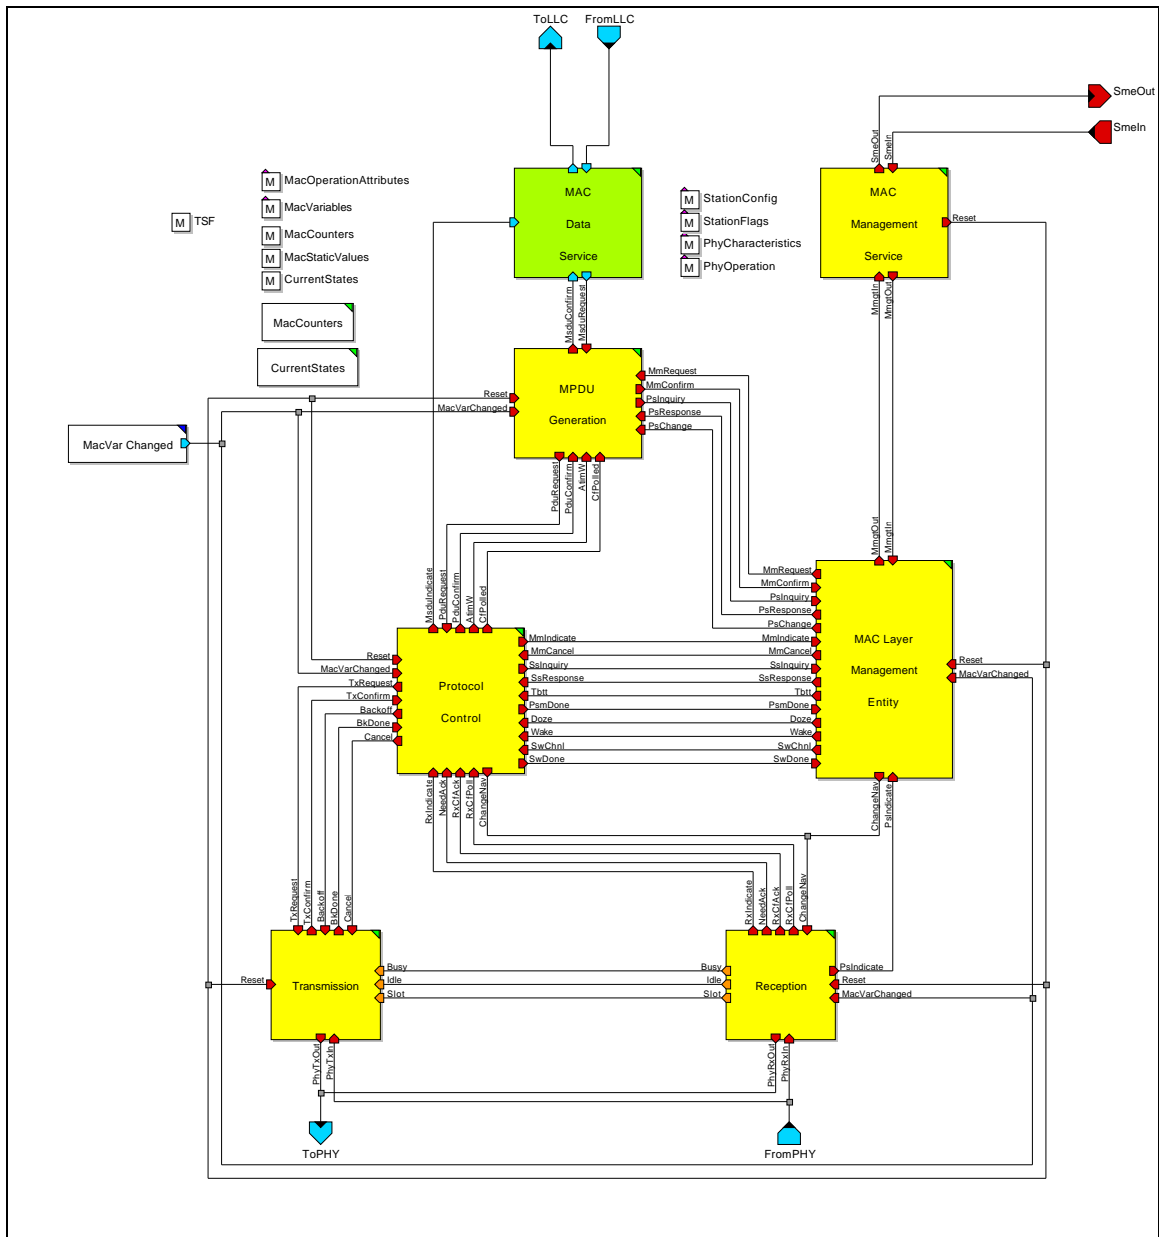 ToLLC
FromLLC
SmeOut
SmeIn
SmeOut
SmeIn
MacOperationAttributes
M
MAC
Data
Service
StationConfig
M
MAC
Management
Service
MacVariables
M
TSF
M
StationFlags
M
Reset
MacCounters
M
PhyCharacteristics
M
MacStaticValues
M
PhyOperation
M
CurrentStates
M
MsduConfirm
MsduRequest
MmgtIn
MmgtOut
MacCounters
CurrentStates
MPDU
Generation
MmRequest
MmConfirm
PsInquiry
PsResponse
PsChange
Reset
MacVarChanged
MacVar Changed
PduRequest
PduConfirm
AtimW
CfPolled
MmgtOut
MmgtIn
MsduIndicate
PduRequest
PduConfirm
AtimW
CfPolled
MmRequest
MmConfirm
PsInquiry
PsResponse
PsChange
MmIndicate
MmCancel
SsInquiry
SsResponse
Tbtt
PsmDone
Doze
Wake
SwChnl
SwDone
MAC Layer
Management
Entity
Reset
MacVarChanged
Reset
MacVarChanged
TxRequest
TxConfirm
Backoff
BkDone
Cancel
Protocol
Control
MmIndicate
MmCancel
SsInquiry
SsResponse
Tbtt
PsmDone
Doze
Wake
SwChnl
SwDone
RxIndicate
NeedAck
RxCfAck
RxCfPoll
ChangeNav
ChangeNav
PsIndicate
TxRequest
TxConfirm
Backoff
BkDone
Cancel
RxIndicate
NeedAck
RxCfAck
RxCfPoll
ChangeNav
Reset
Transmission
Busy
Idle
Slot
Busy
Idle
Slot
Reception
PsIndicate
Reset
MacVarChanged
PhyTxOut
PhyTxIn
PhyRxOut
PhyRxIn
ToPHY
FromPHY